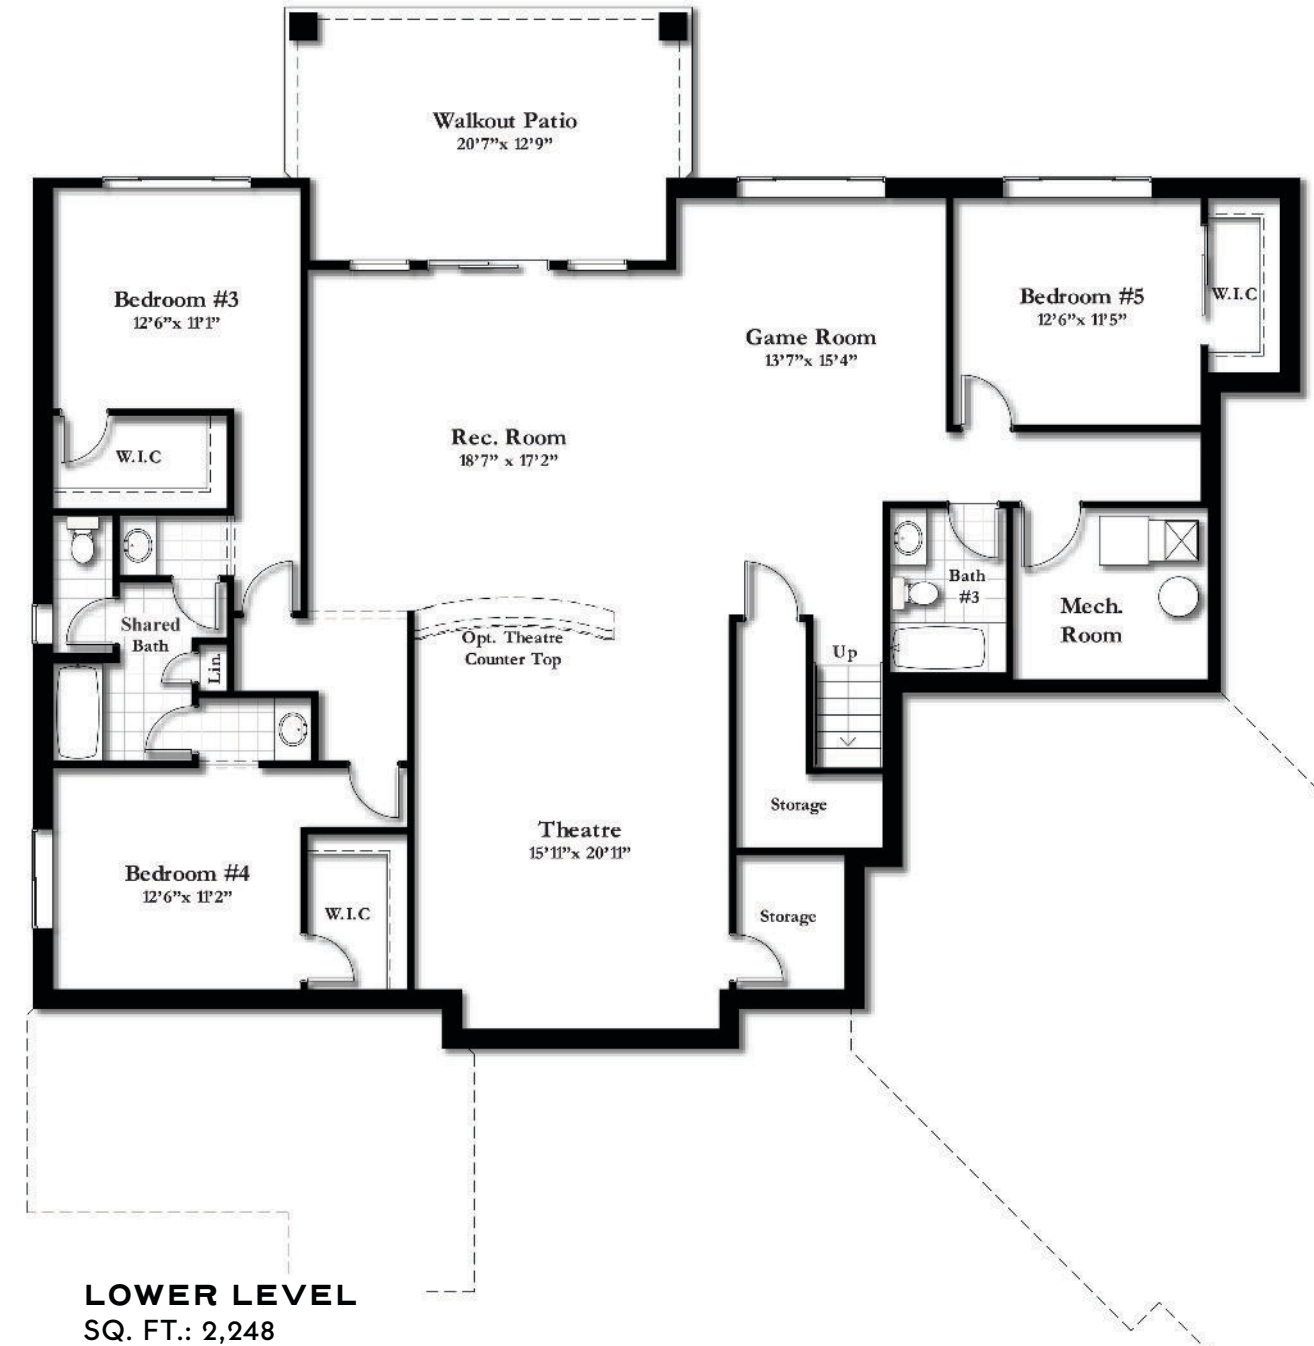 Walkout Patio
20'7"x 12'9"
Bedroom #3
12'6"x 11'1"
Bedroom #5
12'6"x 11'5"
W.I.C
Game Room
13'7"x 15'4"
Rec. Room
18'7" x 17'2"
W.I.C
Bath
#3
Mech.
Room
Shared
Bath
Lin.
Opt. Theatre
Counter Top
Up
Storage
Theatre
15'11"x 20'11"
Bedroom #4
12'6"x 11'2"
W.I.C
Storage
LOWER LEVEL
SQ. FT.: 2,248